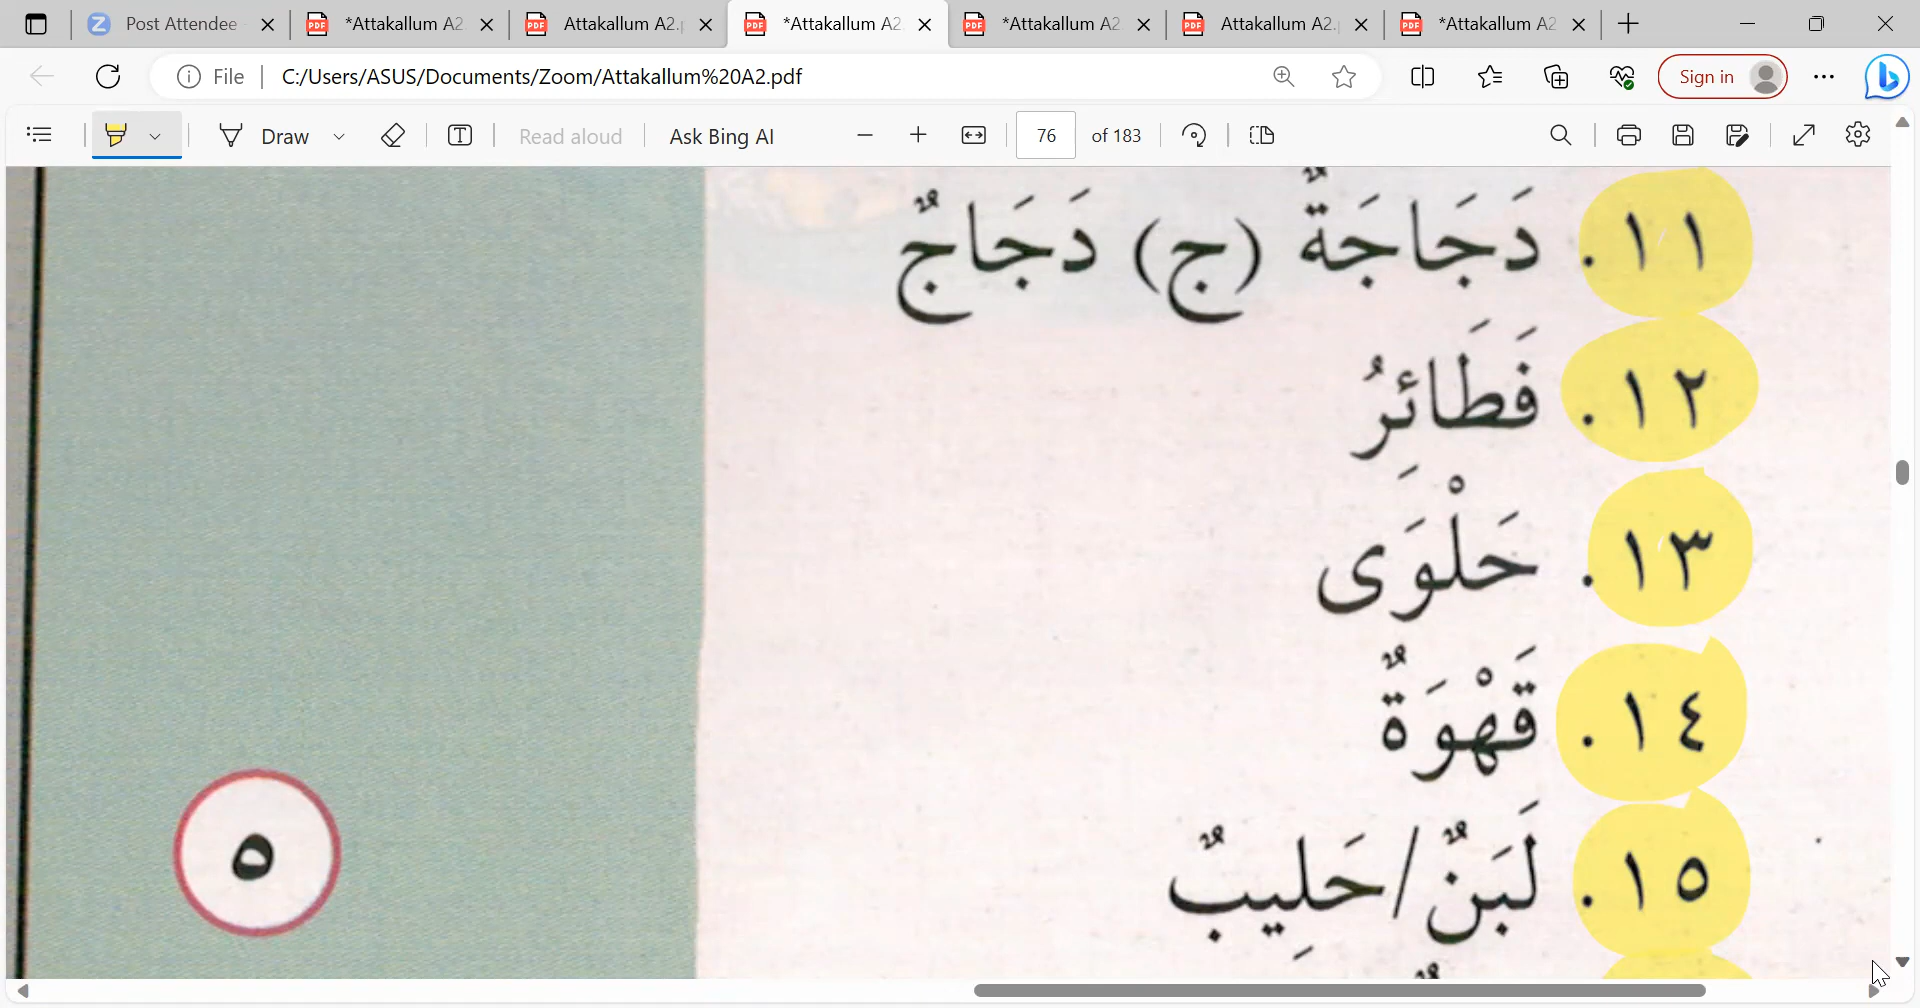 Post Attendee *Attakallum A2 Attakallum A2. *Attakallum A2 *Attakallum A2 Attakallum A2. *Attakallum A2
File C:/Users/ASUS/Documents/Zoom/Attakallum%20A2.pdf Sign in
Draw Read aloud Ask Bing AI 76 of 183
١١. دَجَاجَةٌ (ج) دَجَاجٌ
١٢. فَطَائِرُ
١٣. حَلْوَى
١٤. قَهْوَةٌ
١٥. لَبَنٌ/حَلِيبٌ
٥